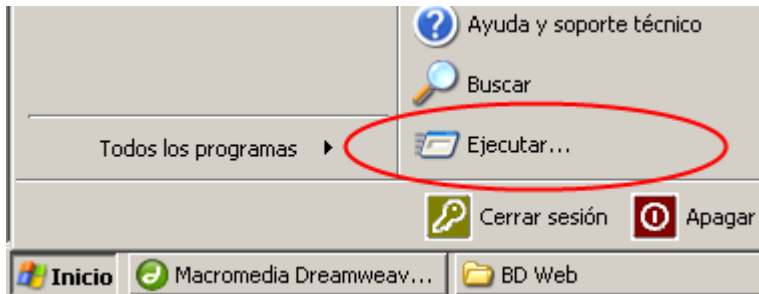 Ayuda y soporte técnico
Buscar
Todos los programas
Ejecutar...
Cerrar sesión
Apagar
Inicio
Macromedia Dreamweav...
BD Web